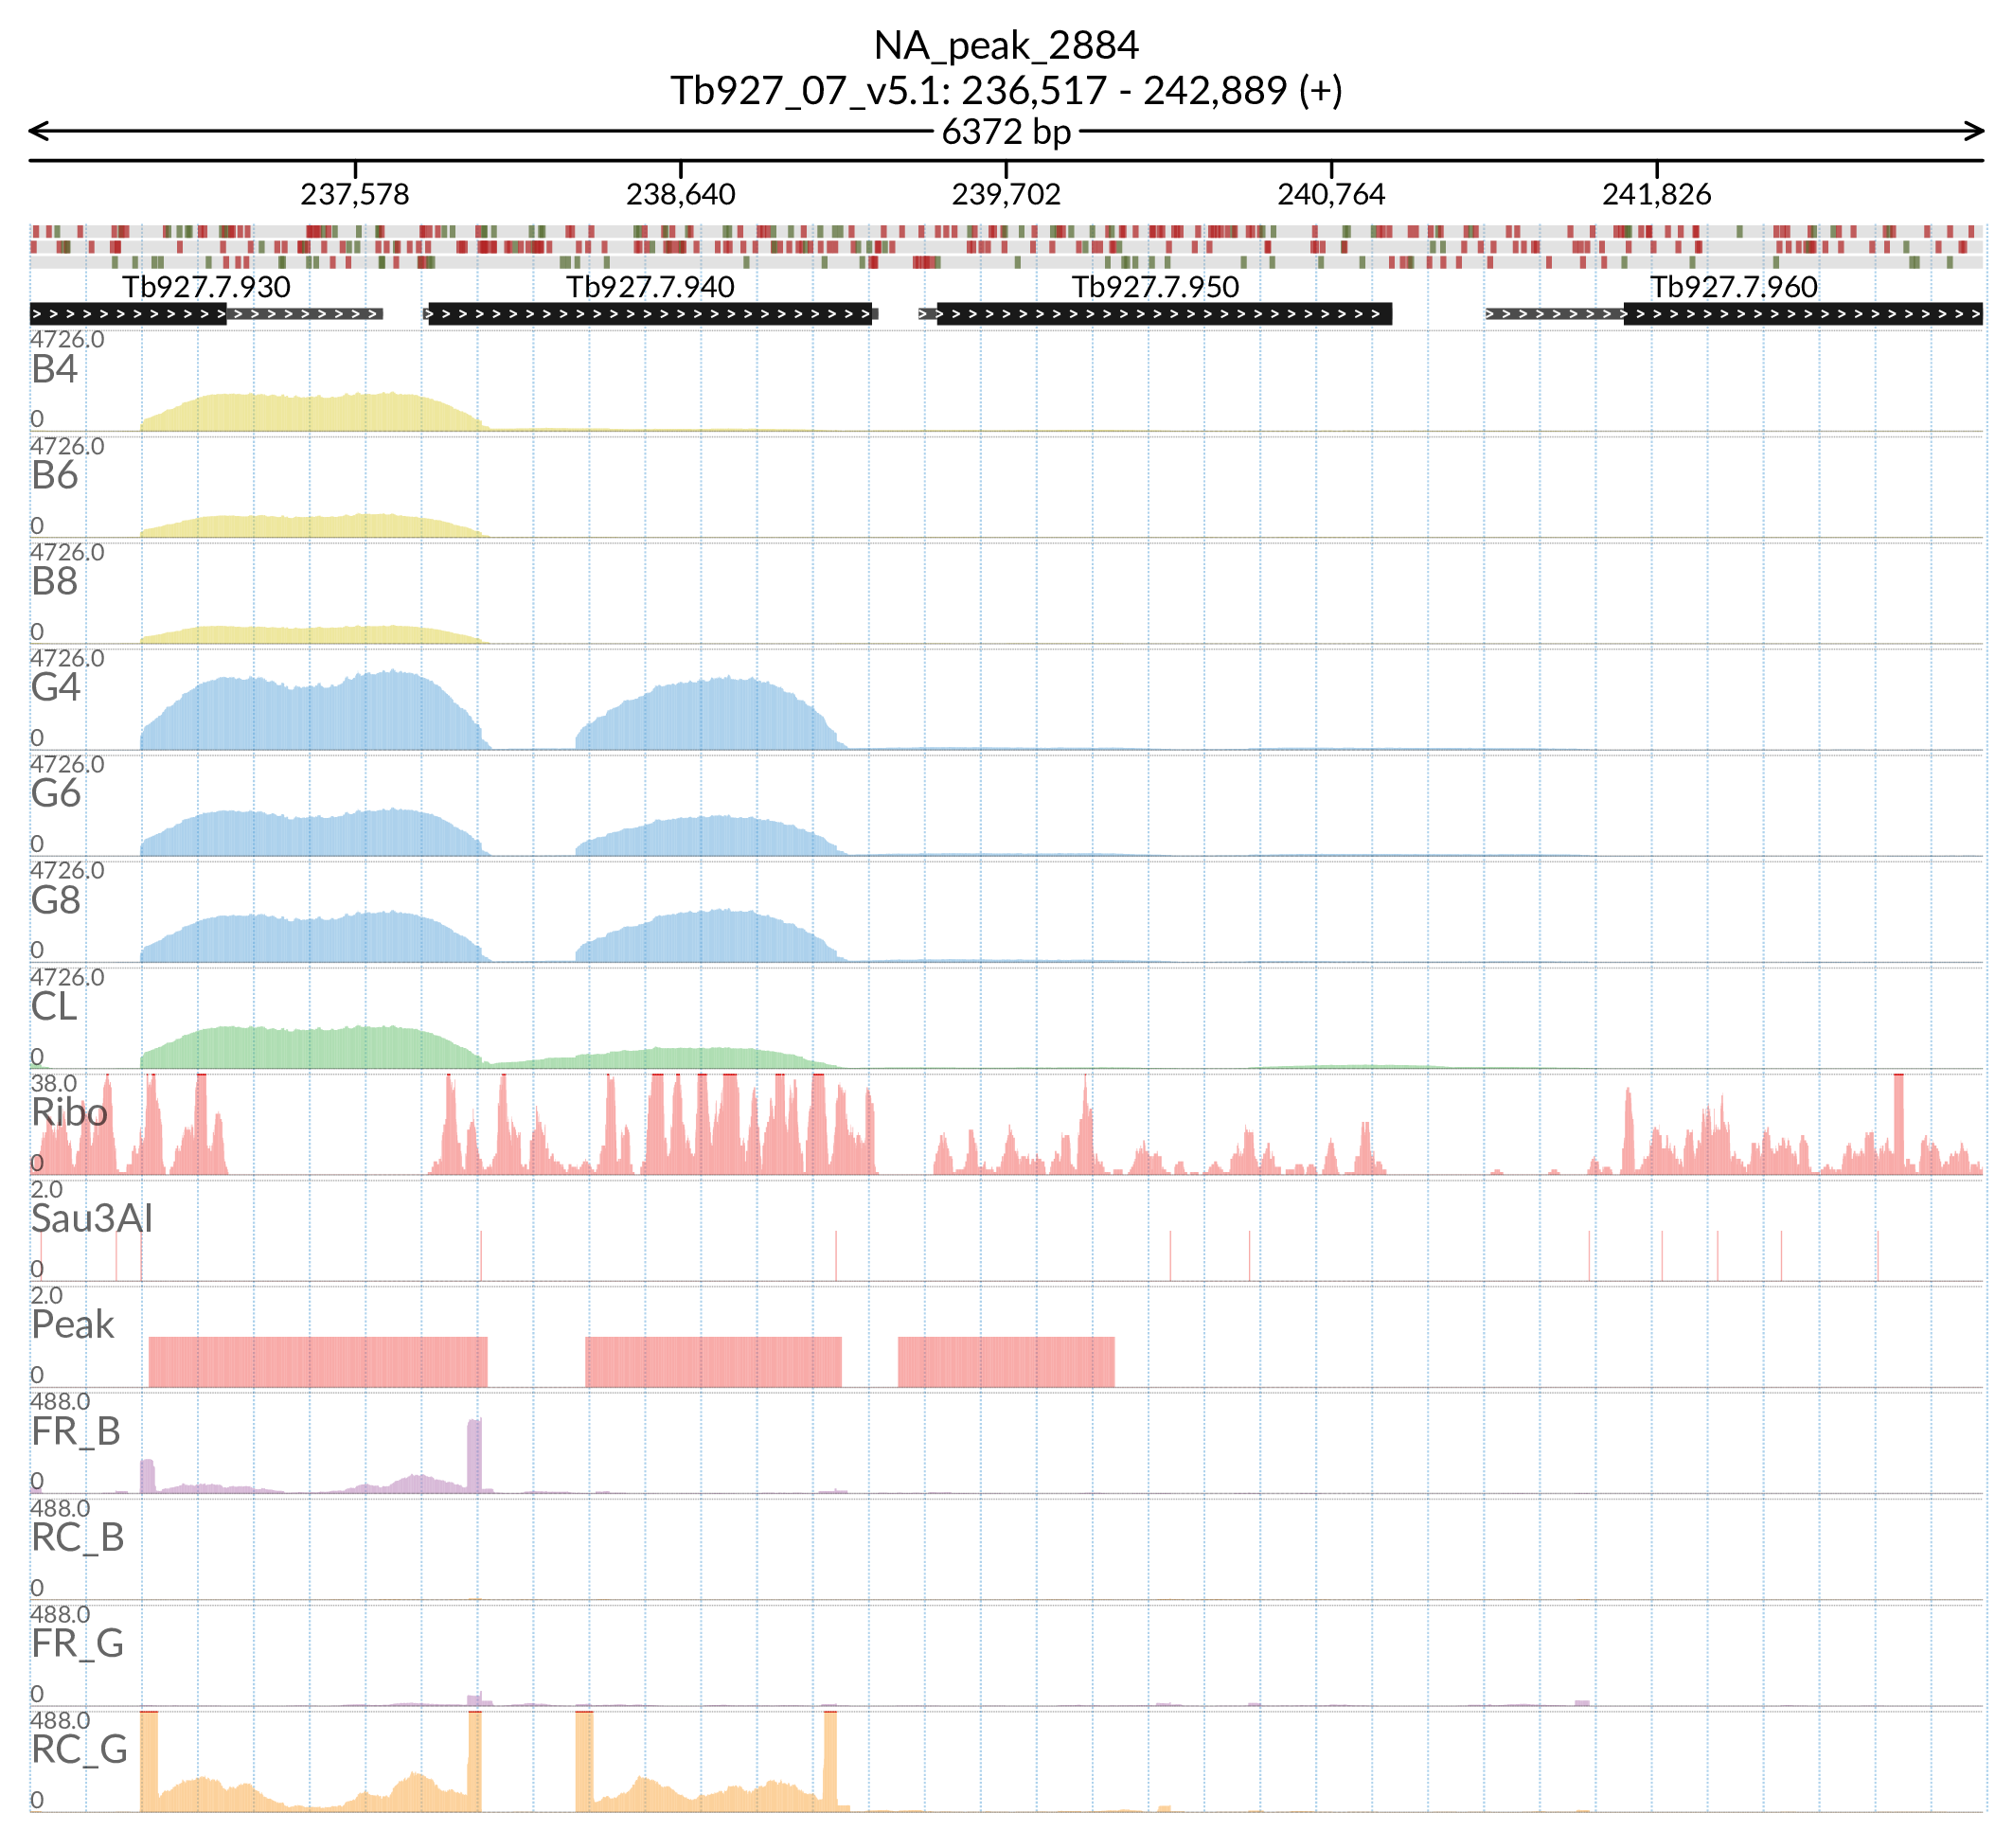 NA_peak_2884
Tb927_07_v5.1: 236,517 - 242,889 (+)
6372 bp
237,578 238,640 239,702 240,764 241,826
Tb927.7.930 Tb927.7.940 Tb927.7.950 Tb927.7.960
4726.0
B4
0
4726.0
B6
0
4726.0
B8
0
4726.0
G4
0
4726.0
G6
0
4726.0
G8
0
4726.0
CL
0
38.0
Ribo
0
2.0
Sau3AI
0
2.0
Peak
0
488.0
FR_B
0
488.0
RC_B
0
488.0
FR_G
0
488.0
RC_G
0